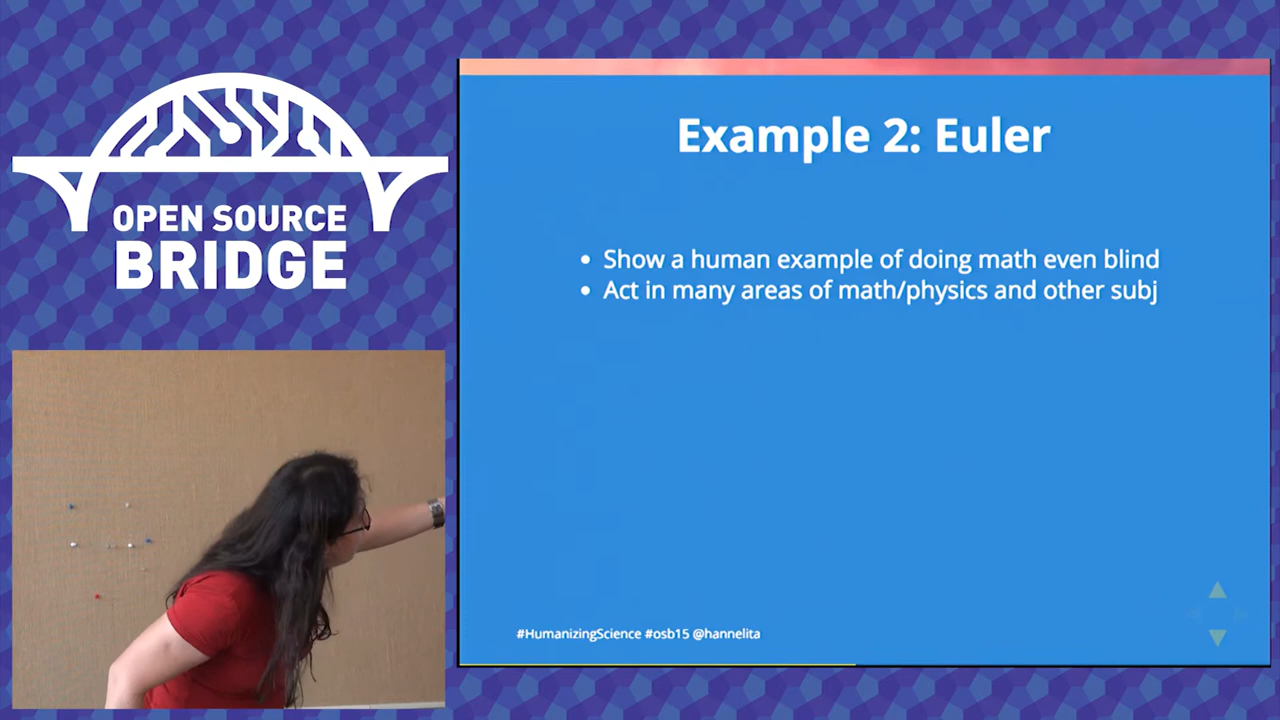 OPEN SOURCE
BRIDGE
Example 2: Euler
• Show a human example of doing math even blind
• Act in many areas of math/physics and other subj
#HumanizingScience #osb15 @hannelita